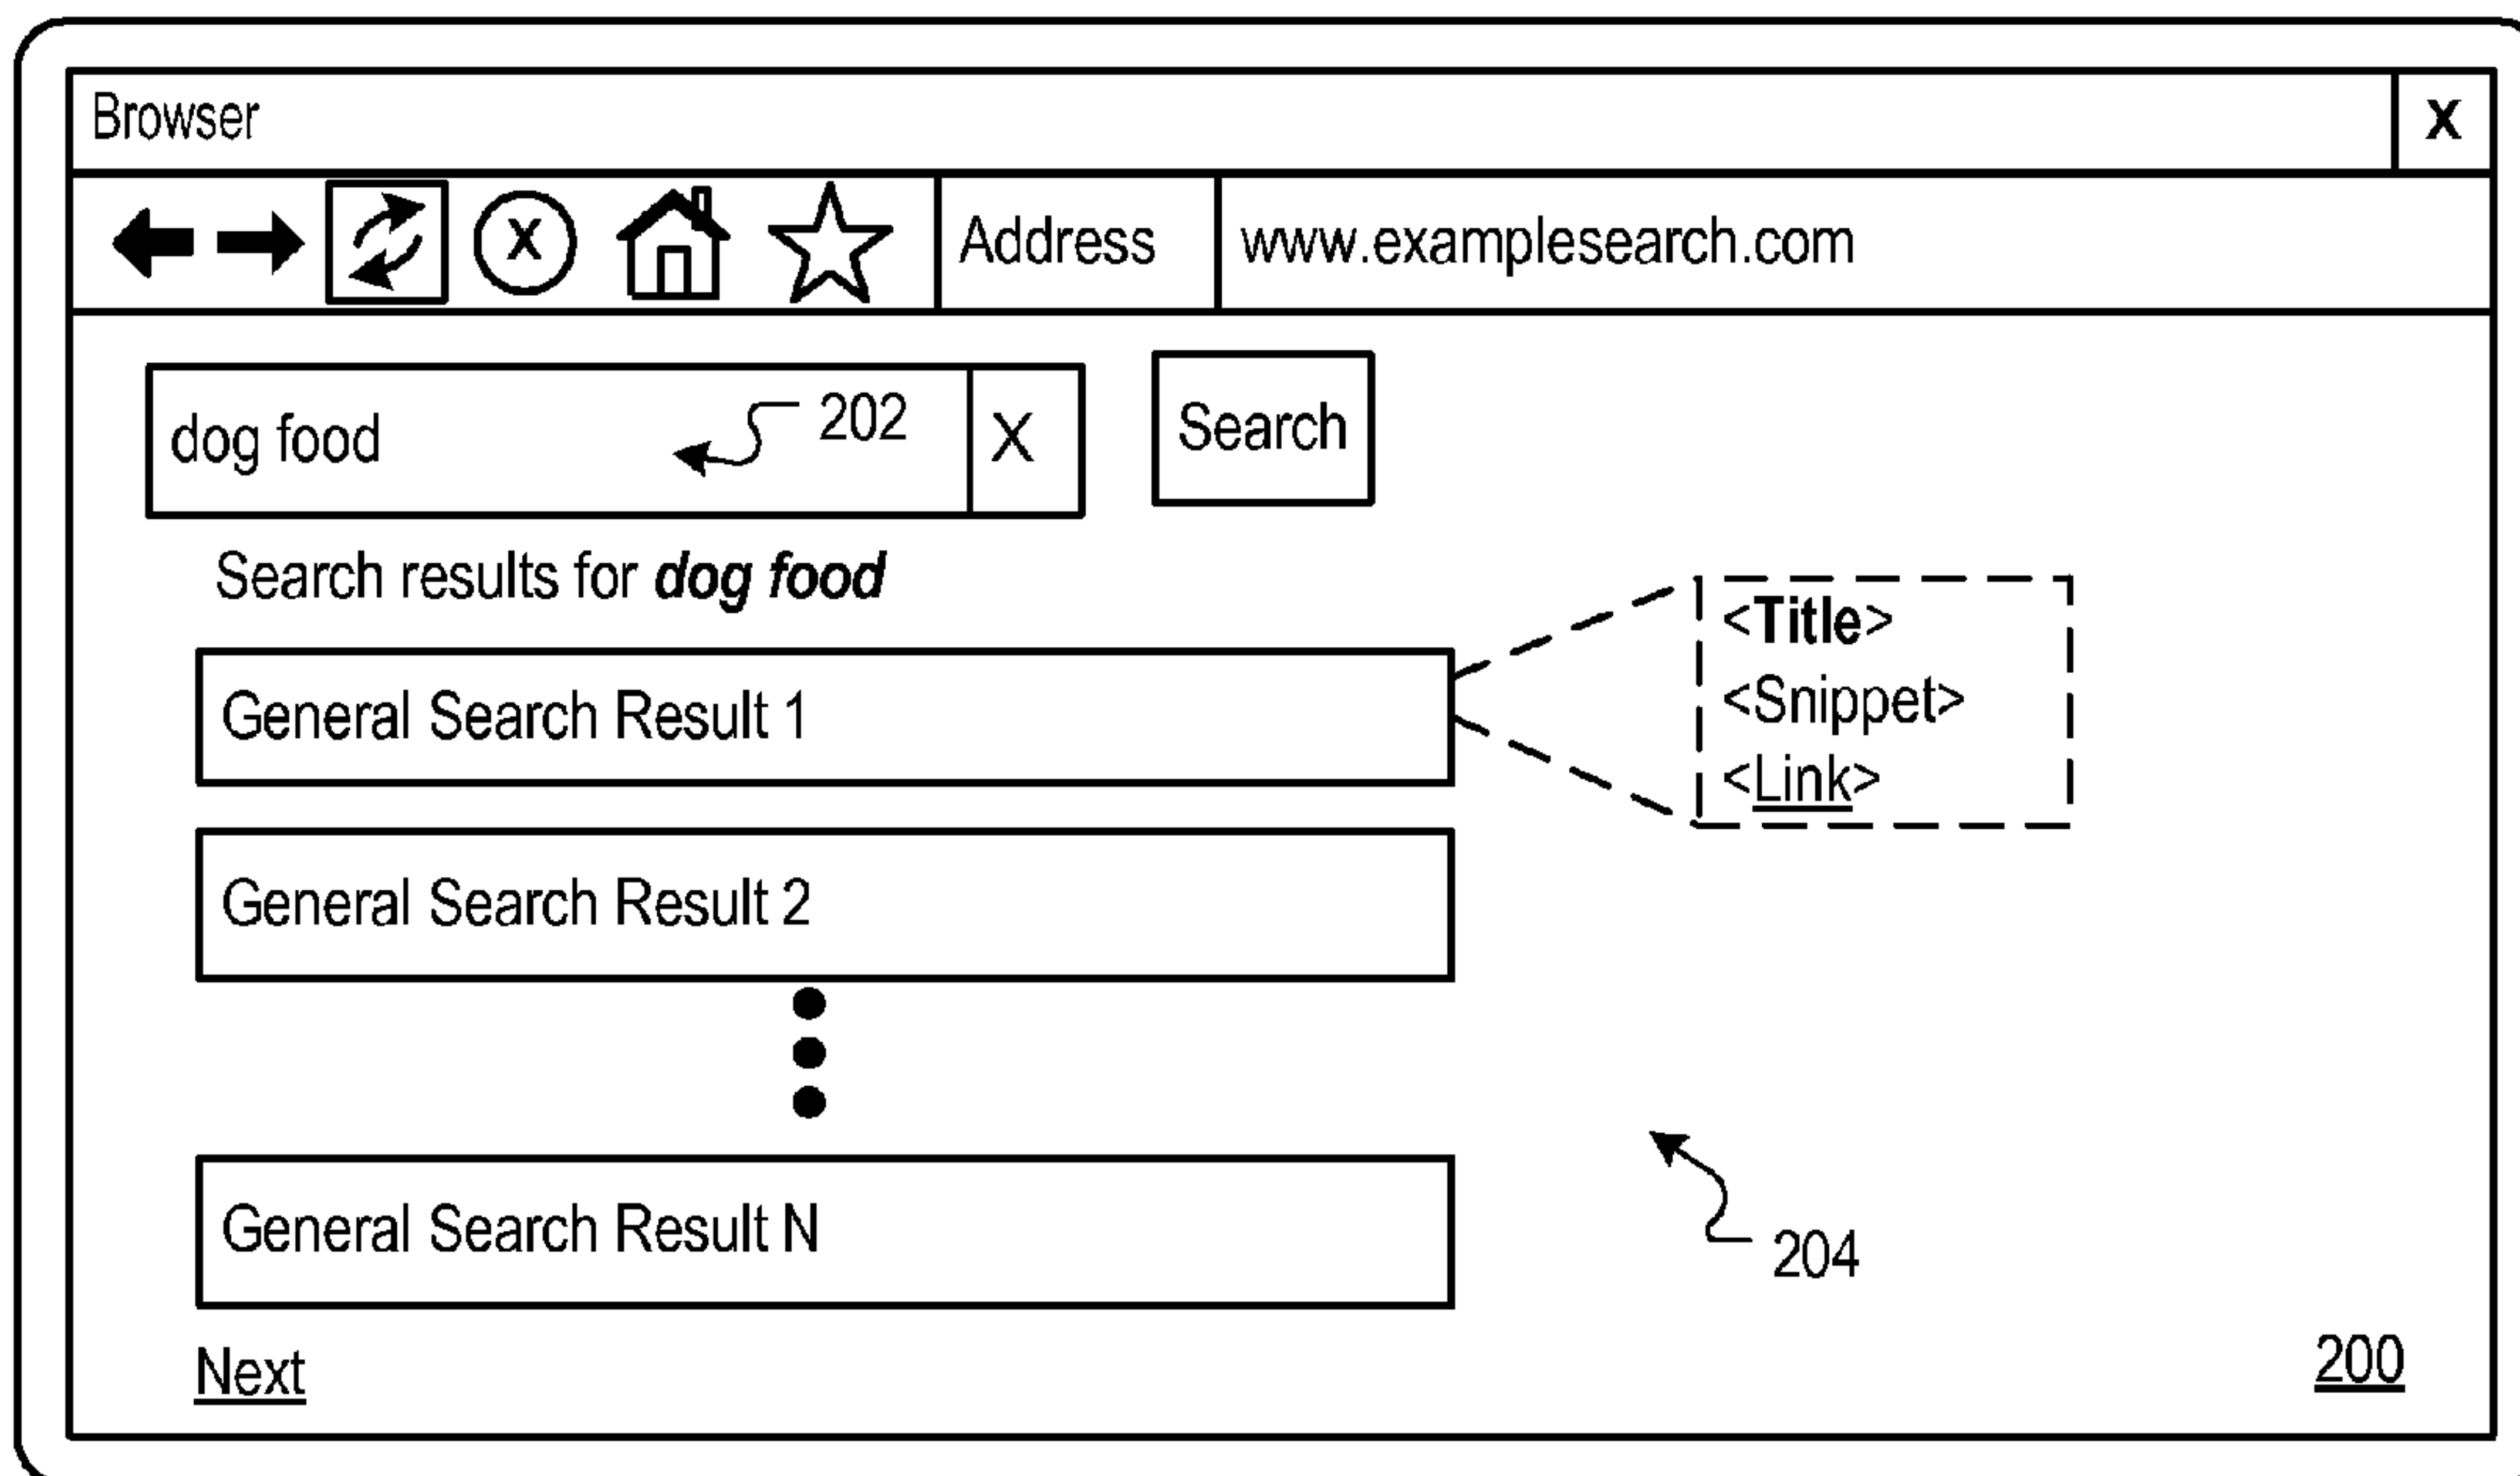 Browser X
X Address www.examplesearch.com
dog food 202 X Search
Search results for dog food
<Title>
<Snippet>
<Link>
General Search Result 1
General Search Result 2
General Search Result N
204
Next 200